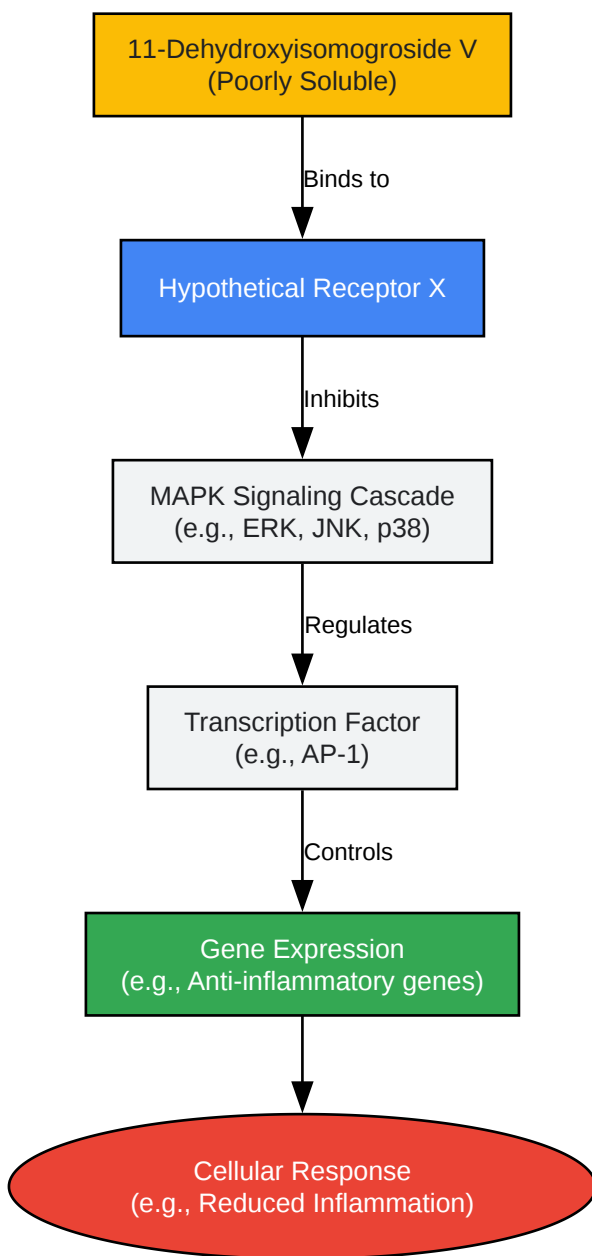 11-Dehydroxyisomogroside V
(Poorly Soluble)
Binds to
Hypothetical Receptor X
Inhibits
MAPK Signaling Cascade
(e.g., ERK, JNK, p38)
Regulates
Transcription Factor
(e.g., AP-1)
Controls
Gene Expression
(e.g., Anti-inflammatory genes)
Cellular Response
(e.g., Reduced Inflammation)